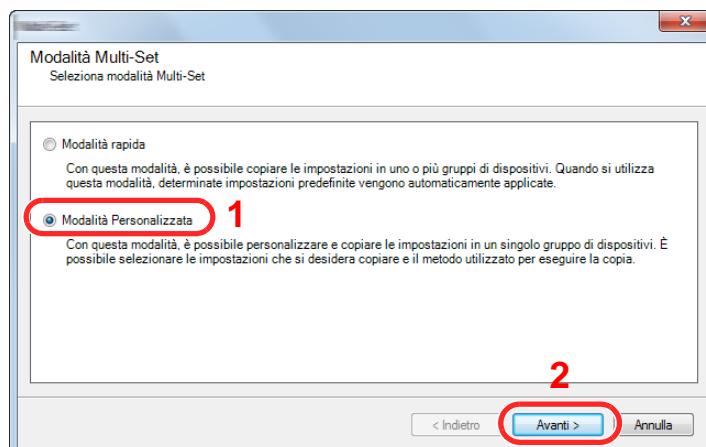 Modalità Multi-Set
Seleziona modalità Multi-Set
Modalità rapida
Con questa modalità, è possibile copiare le impostazioni in uno o più gruppi di dispositivi. Quando si utilizza
questa modalità, determinate impostazioni predefinite vengono automaticamente applicate.
Modalità Personalizzata 1
Con questa modalità, è possibile personalizzare e copiare le impostazioni in un singolo gruppo di dispositivi. È
possibile selezionare le impostazioni che si desidera copiare e il metodo utilizzato per eseguire la copia.
2
< Indietro Avanti > Annulla